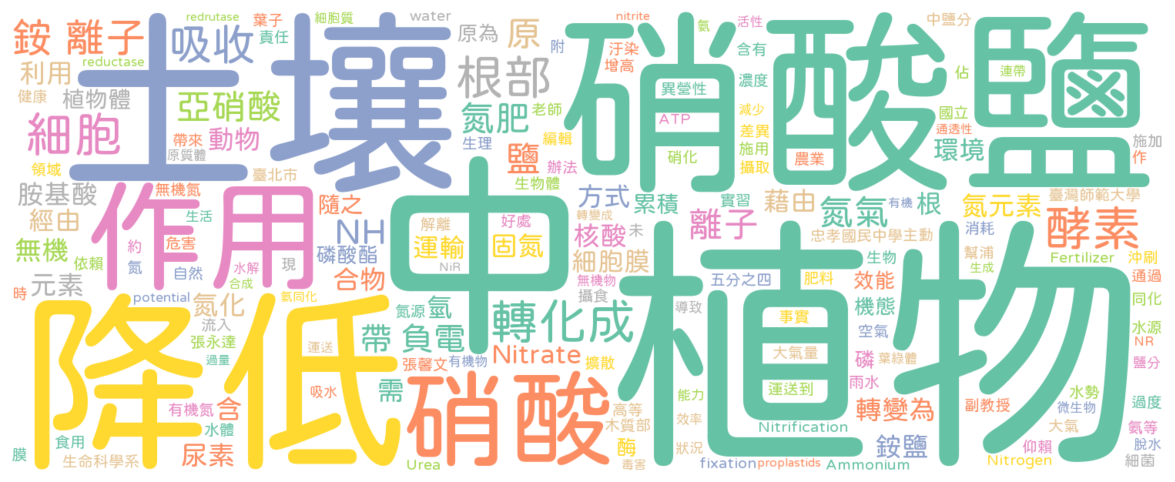 redrutase
葉子
細胞質
water
nitrite
氨
活性
中鹽分
銨
離子
吸收
責任
原為
原
附
汙染
含有
佔
連帶
土壤
硝酸鹽
reductase
利用
根部
增高
濃度
異營性
健康
植物體
亞硝酸
氮肥
老師
ATP
減少
國立
細胞
帶來
動物
生理
編輯
差異
通透性
施加
原質體
鹽
辦法
硝化
施用
農業
環境
作
領域
臺北市
生物體
攝取
胺基酸
無機氮
作用
隨之
中
解離
好處
方式
累積
實習
藉由
氮氣
有機
根
氮元素
臺灣師範大學
經由
生活
NH
轉變成
未
離子
忠孝國民中學主動
消耗
酵素
無機
依賴
約
危害
運輸
固氮
核酸
磷酸酯
細胞膜
幫浦
生物
生成
Fertilizer
沖刷
氮
自然
水解
合成
現
合物
NiR
無機物
攝食
五分之四
肥料
效能
通過
時
元素
potential
氮化
氨同化
氮源
氫
轉化成
導致
事實
機態
同化
降低
流入
張永達
過量
運送
帶
負電
Nitrate
植物
空氣
水源
NR
大氣量
葉綠體
磷
張馨文
有機物
擴散
鹽分
吸水
需
硝酸
運送到
能力
雨水
水勢
有機氮
含
高等
轉變為
副教授
微生物
過度
水體
木質部
效率
Nitrification
大氣
氨等
食用
膜
生命科學系
尿素
酶
狀況
銨鹽
仰賴
脫水
Urea
毒害
fixation
proplastids
Ammonium
Nitrogen
細菌